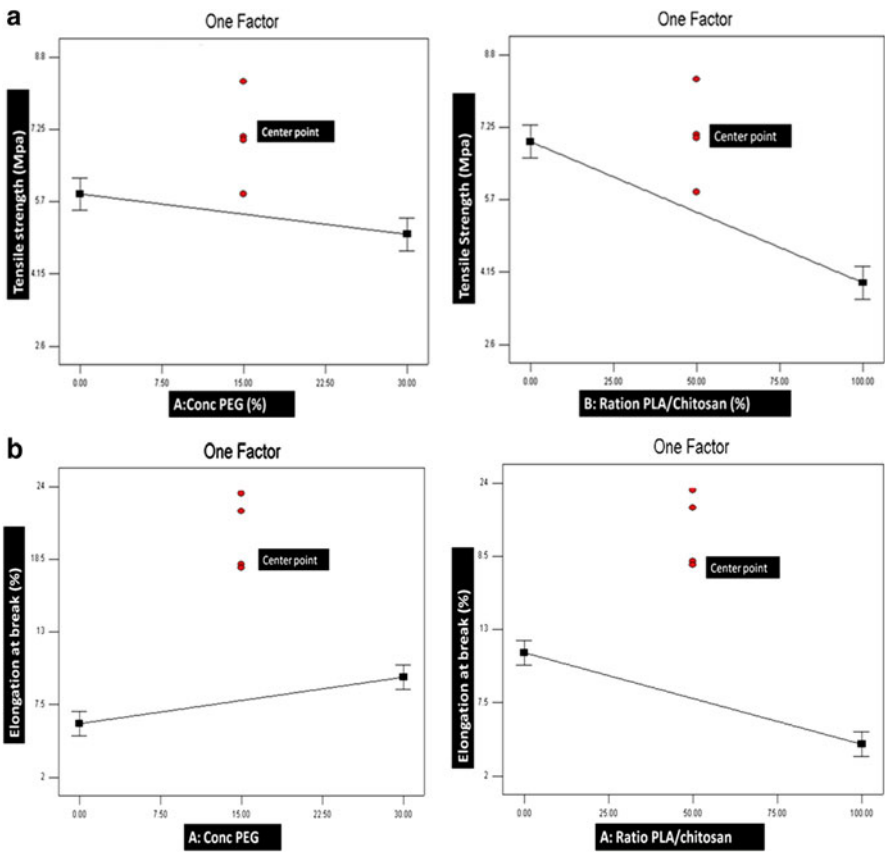 a
One Factor
8.8
7.25
5.7
4.15
2.6
Tensile strength (Mpa)
Center point
0.00 7.50 15.00 22.50 30.00
A:Conc PEG (%)
One Factor
8.8
7.25
5.7
4.15
2.6
Tensile Strength (Mpa)
Center point
0.00 25.00 50.00 75.00 100.00
B: Ration PLA/Chitosan (%)
b
One Factor
24
18.5
13
7.5
2
Elongation at break (%)
Center point
0.00 7.50 15.00 22.50 30.00
A: Conc PEG
One Factor
24
8.5
13
7.5
2
Elongation at break (%)
Center point
0.00 25.00 50.00 75.00 100.00
A: Ratio PLA/chitosan